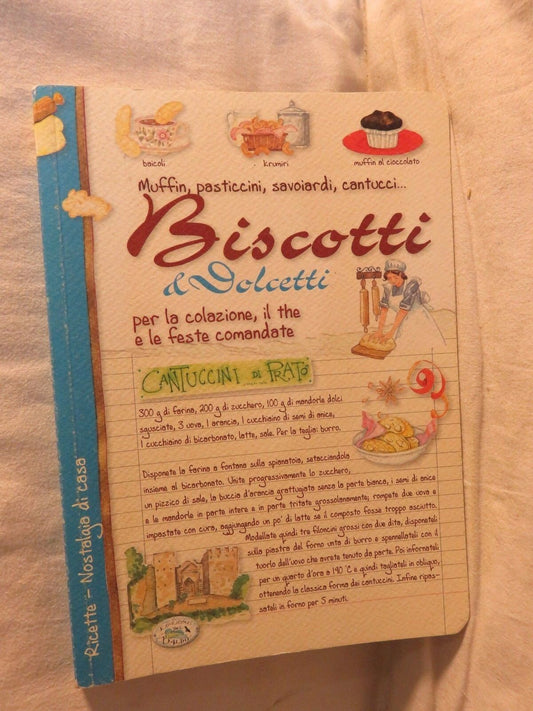 baicoli
krumiri
muffin al cioccolato
Muffin, pasticcini, savoiardi, cantucci...
Biscotti
& Dolcetti
per la colazione, il the
e le feste comandate
CANTUCCINI DI PRATO
300 g di farina, 200 g di zucchero, 100 g di mandorle dolci
sgusciate, 3 uova, 1 arancia, 1 cucchiaino di semi di anice,
1 cucchiaino di bicarbonato, latte, sale. Per la teglia: burro.
Disponete la farina a fontana sulla spianatoia, setacciandola
insieme al bicarbonato. Unite progressivamente lo zucchero,
un pizzico di sale, la buccia d'arancia grattugiata senza la parte bianca, i semi di anice
e le mandorle in parte intere e in parte tritate grossolanamente; rompete due uova e
impastate con cura, aggiungendo un po' di latte se il composto fosse troppo asciutto.
Modellate quindi tre filoncini grossi con due dita, disponeteli
sulla piastra del forno unta di burro e spennellateli con il
tuorlo dell'uovo che avrete tenuto da parte. Poi infornateli
per un quarto d'ora a 190 °C e quindi tagliateli in obliquo,
ottenendo la classica forma dei cantuccini. Infine ripas-
sateli in forno per 5 minuti.
Ricette - Nostalgia di casa